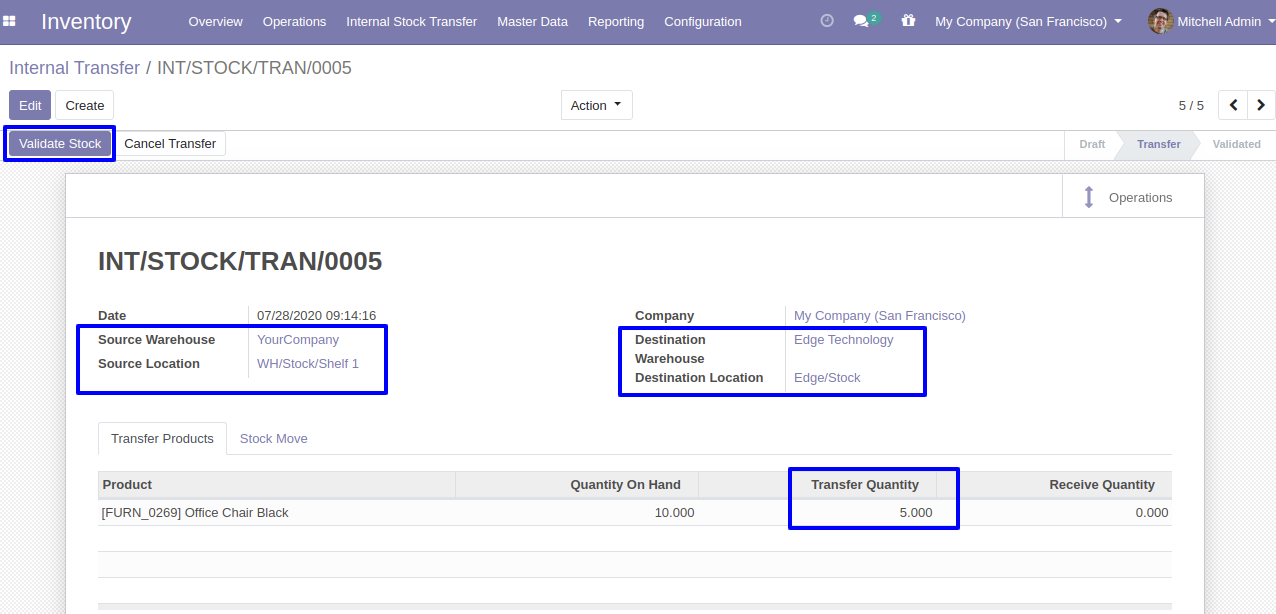 Inventory Overview Operations Internal Stock Transfer Master Data Reporting Configuration 2 My Company (San Francisco) Mitchell Admin
Internal Transfer / INT/STOCK/TRAN/0005
Edit Create Action 5 / 5
Validate Stock Cancel Transfer Draft Transfer Validated
Operations
INT/STOCK/TRAN/0005
Date 07/28/2020 09:14:16
Source Warehouse YourCompany
Source Location WH/Stock/Shelf 1
Company My Company (San Francisco)
Destination Edge Technology
Warehouse
Destination Location Edge/Stock
Transfer Products Stock Move
Product Quantity On Hand Transfer Quantity Receive Quantity
[FURN_0269] Office Chair Black 10.000 5.000 0.000